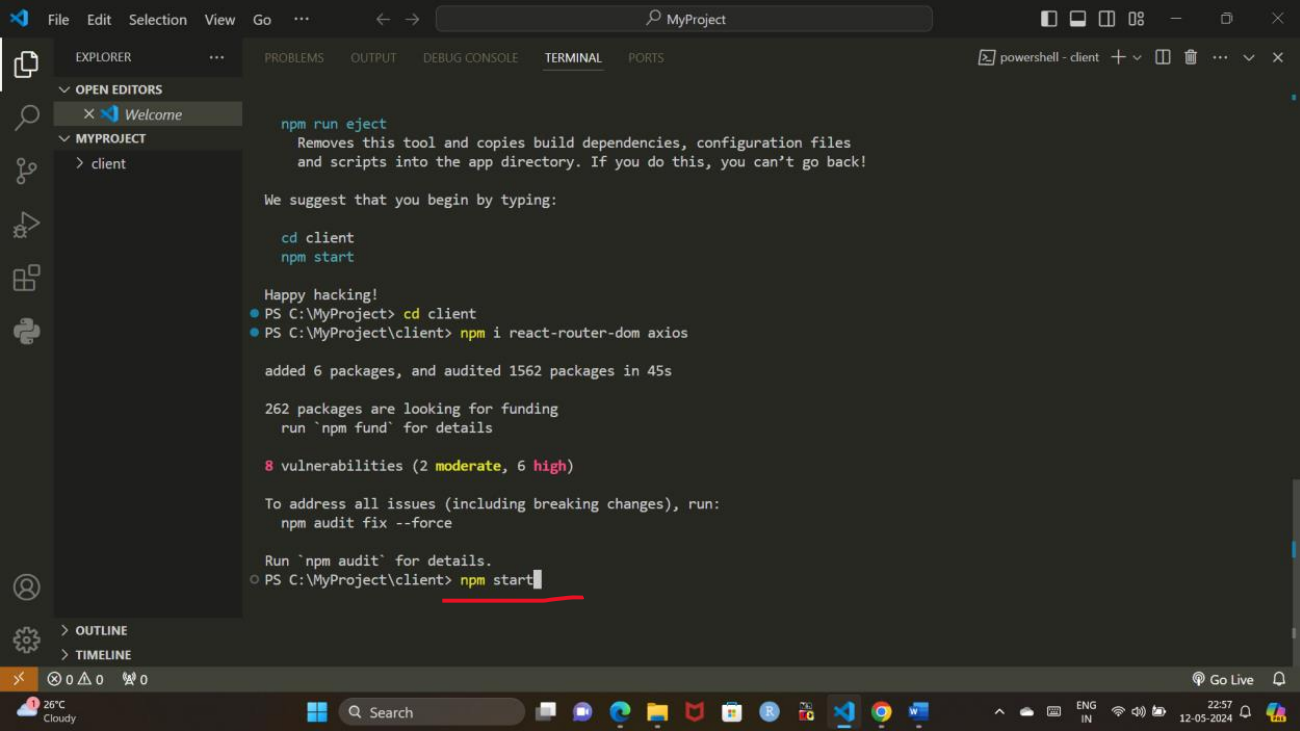 File Edit Selection View Go ···
MyProject
EXPLORER ···
OPEN EDITORS
Welcome
MYPROJECT
client
OUTLINE
TIMELINE
PROBLEMS OUTPUT DEBUG CONSOLE TERMINAL PORTS
powershell - client
npm run eject
Removes this tool and copies build dependencies, configuration files
and scripts into the app directory. If you do this, you can’t go back!
We suggest that you begin by typing:
cd client
npm start
Happy hacking!
PS C:\MyProject> cd client
PS C:\MyProject\client> npm i react-router-dom axios
added 6 packages, and audited 1562 packages in 45s
262 packages are looking for funding
run `npm fund` for details
8 vulnerabilities (2 moderate, 6 high)
To address all issues (including breaking changes), run:
npm audit fix --force
Run `npm audit` for details.
PS C:\MyProject\client> npm start
0 0 0
Go Live
1
26°C
Cloudy
Search
R
ENG
IN
22:57
12-05-2024